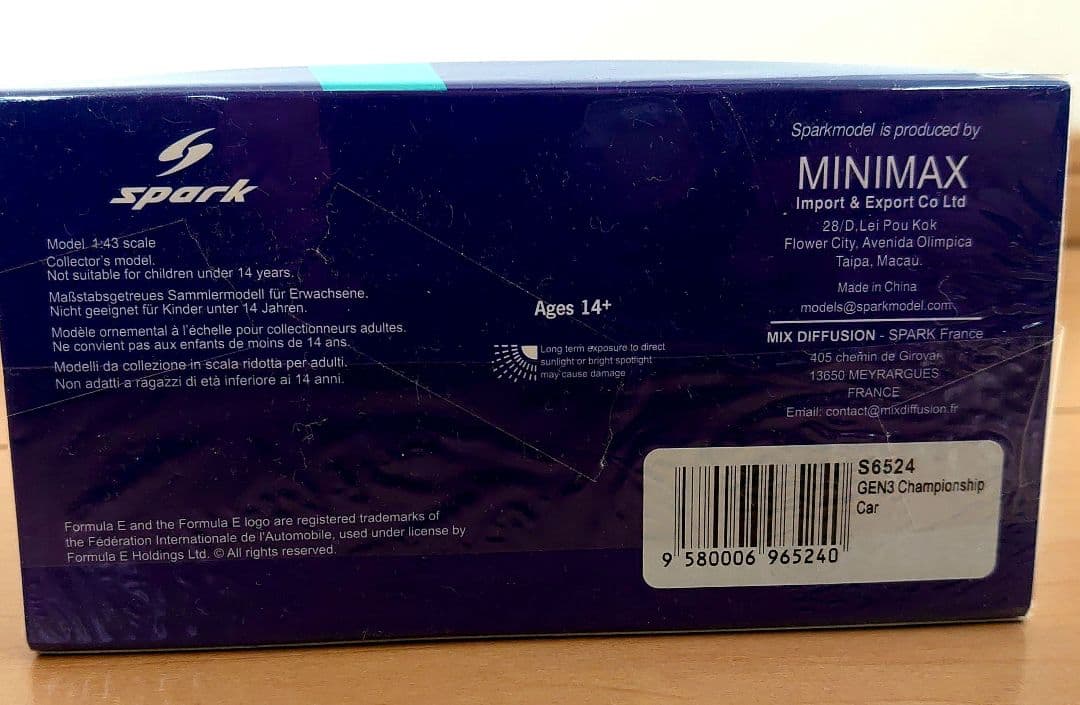 spark
Model 1:43 scale
Collector's model.
Not suitable for children under 14 years.
Maßstabsgetreues Sammlermodell für Erwachsene.
Nicht geeignet für Kinder unter 14 Jahren.
Modèle ornemental à l'échelle pour collectionneurs adultes.
Ne convient pas aux enfants de moins de 14 ans.
Modelli da collezione in scala ridotta per adulti.
Non adatti a ragazzi di età inferiore ai 14 anni.
Formula E and the Formula E logo are registered trademarks of
the Fédération Internationale de l'Automobile, used under license by
Formula E Holdings Ltd. © All rights reserved.
Ages 14+
Long term exposure to direct
sunlight or bright spotlight
may cause damage
Sparkmodel is produced by
MINIMAX
Import & Export Co Ltd
28/D, Lei Pou Kok
Flower City, Avenida Olimpica
Taipa, Macau.
Made in China
models@sparkmodel.com
MIX DIFFUSION - SPARK France
405 chemin de Girovaï
13650 MEYRARGUES
FRANCE
Email: contact@mixdiffusion.fr
S6524
GEN3 Championship
Car
9 580006 965240